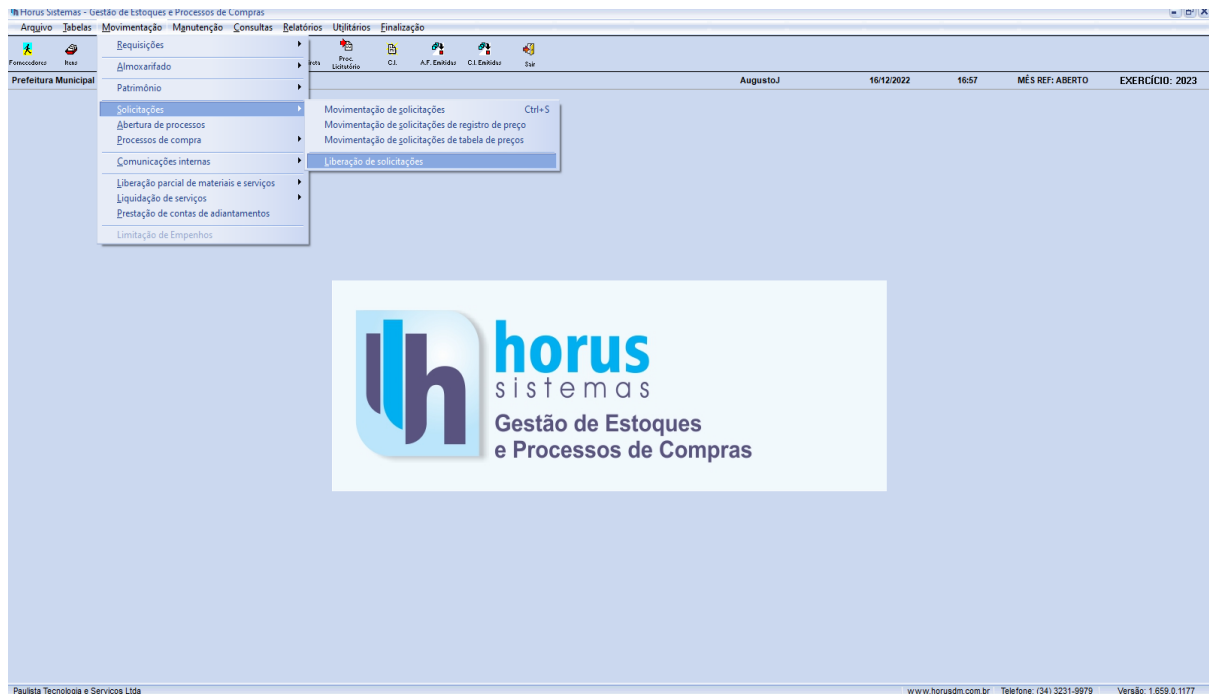 Horus Sistemas - Gestão de Estoques e Processos de Compras
Arquivo Tabelas Movimentação Manutenção Consultas Relatórios Utilitários Finalização
Fornecedores Itens Proc. Licitatório C.I. A.F. Emitidas C.I. Emitidas Sair
Prefeitura Municipal AugustoJ 16/12/2022 16:57 MÊS REF: ABERTO EXERCÍCIO: 2023
Requisições
Almoxarifado
Patrimônio
Solicitações
Abertura de processos
Processos de compra
Comunicações internas
Liberação parcial de materiais e serviços
Liquidação de serviços
Prestação de contas de adiantamentos
Limitação de Empenhos
Movimentação de solicitações Ctrl+S
Movimentação de solicitações de registro de preço
Movimentação de solicitações de tabela de preços
Liberação de solicitações
horus
sistemas
Gestão de Estoques
e Processos de Compras
Paulista Tecnologia e Serviços Ltda www.horusdm.com.br Telefone: (34) 3231-9979 Versão: 1.659.0.1177